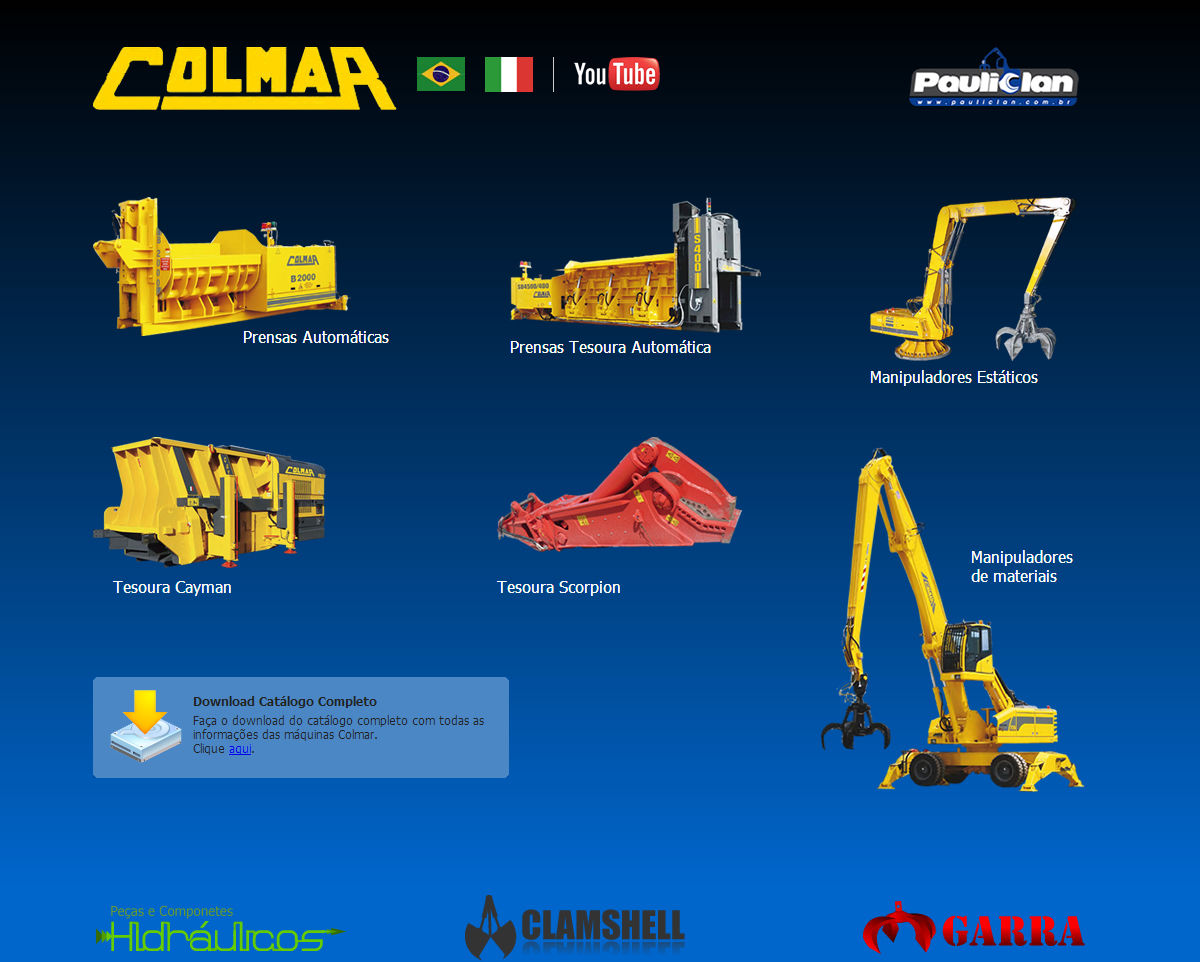 COLMAR
You Tube
Pauliclan
www.pauliclan.com.br
COLMAR
B2000
S400
Prensas Automáticas
Prensas Tesoura Automática
Manipuladores Estáticos
COLMAR
Tesoura Cayman
Tesoura Scorpion
Manipuladores
de materiais
Download Catálogo Completo
Faça o download do catálogo completo com todas as
informações das máquinas Colmar.
Clique aqui.
Peças e Componetes
Hidráulicos
CLAMSHELL
GARRA